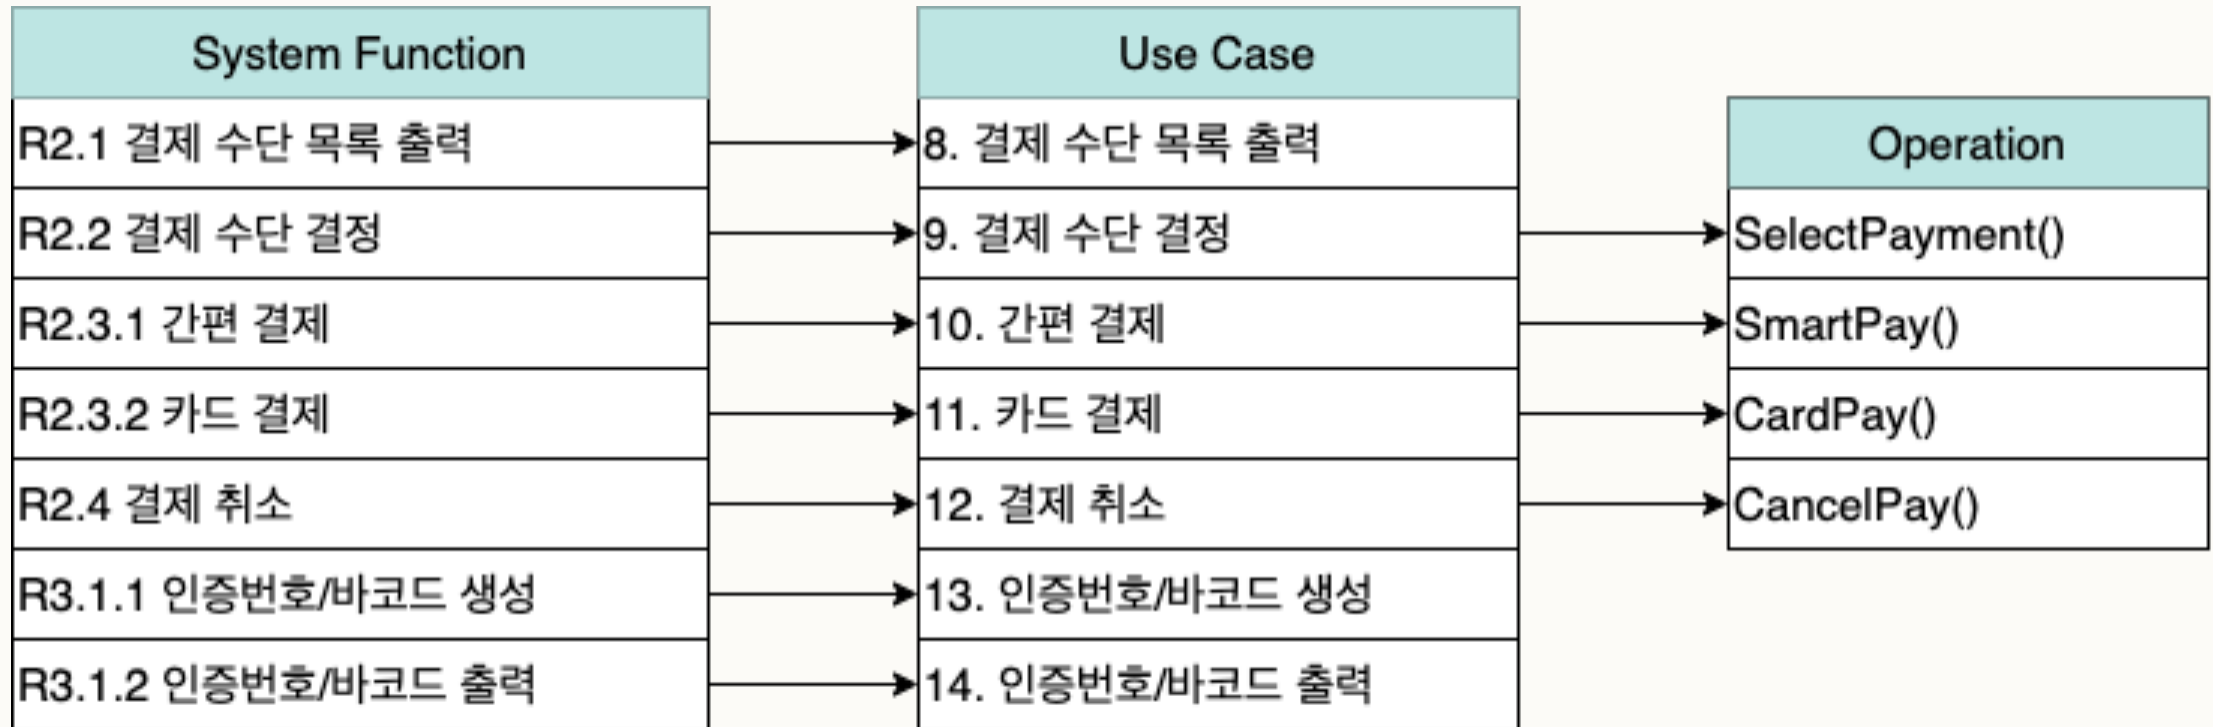 System Function
Use Case
R2.1 결제 수단 목록 출력
8. 결제 수단 목록 출력
Operation
R2.2 결제 수단 결정
9. 결제 수단 결정
SelectPayment()
R2.3.1 간편 결제
10. 간편 결제
SmartPay()
R2.3.2 카드 결제
11. 카드 결제
CardPay()
R2.4 결제 취소
12. 결제 취소
CancelPay()
R3.1.1 인증번호/바코드 생성
13. 인증번호/바코드 생성
R3.1.2 인증번호/바코드 출력
14. 인증번호/바코드 출력